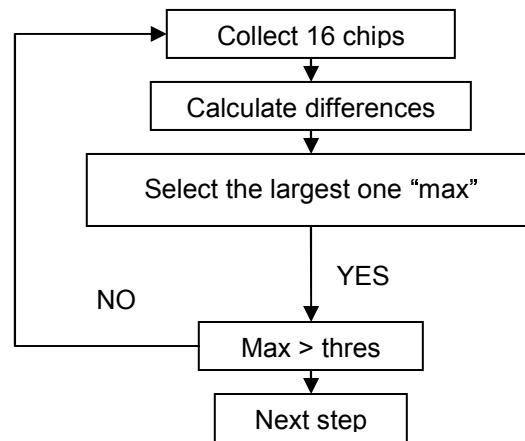 Collect 16 chips
Calculate differences
Select the largest one “max”
YES
NO
Max > thres
Next step